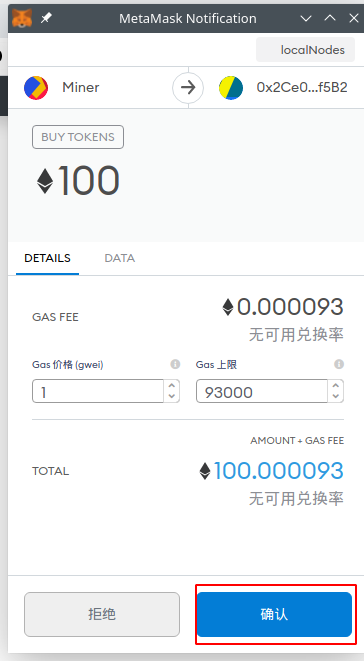 MetaMask Notification
localNodes
Miner
0x2Ce0...f5B2
BUY TOKENS
100
DETAILS
DATA
GAS FEE
0.000093
无可用兑换率
Gas 价格 (gwei)
Gas 上限
1
93000
AMOUNT + GAS FEE
TOTAL
100.000093
无可用兑换率
拒绝
确认